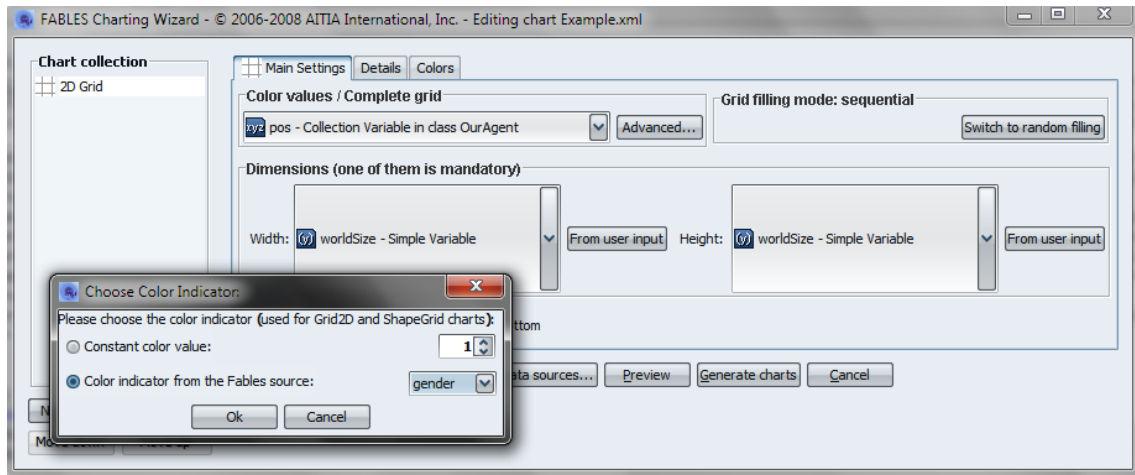 FABLES Charting Wizard - © 2006-2008 AITIA International, Inc. - Editing chart Example.xml
Chart collection
2D Grid
Main Settings Details Colors
Color values / Complete grid
xyz pos - Collection Variable in class OurAgent
Advanced...
Grid filling mode: sequential
Switch to random filling
Dimensions (one of them is mandatory)
Width: (y) worldSize - Simple Variable
From user input
Height: (y) worldSize - Simple Variable
From user input
Choose Color Indicator:
Please choose the color indicator (used for Grid2D and ShapeGrid charts):
Constant color value: 1
Color indicator from the Fables source: gender
Ok Cancel
sources... Preview Generate charts Cancel